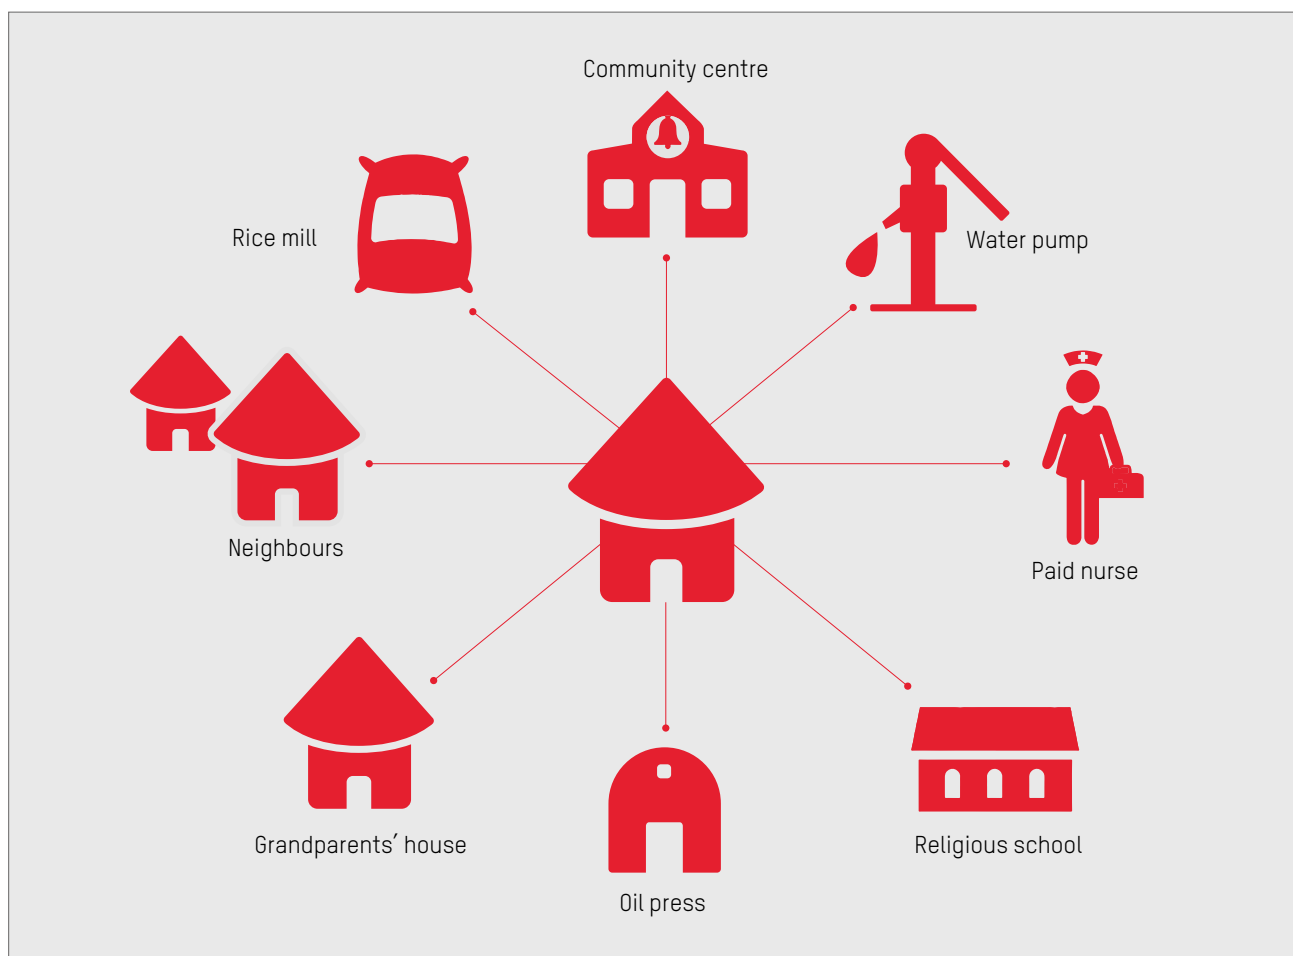 Community centre
Rice mill
Water pump
Neighbours
Paid nurse
Grandparents’ house
Religious school
Oil press